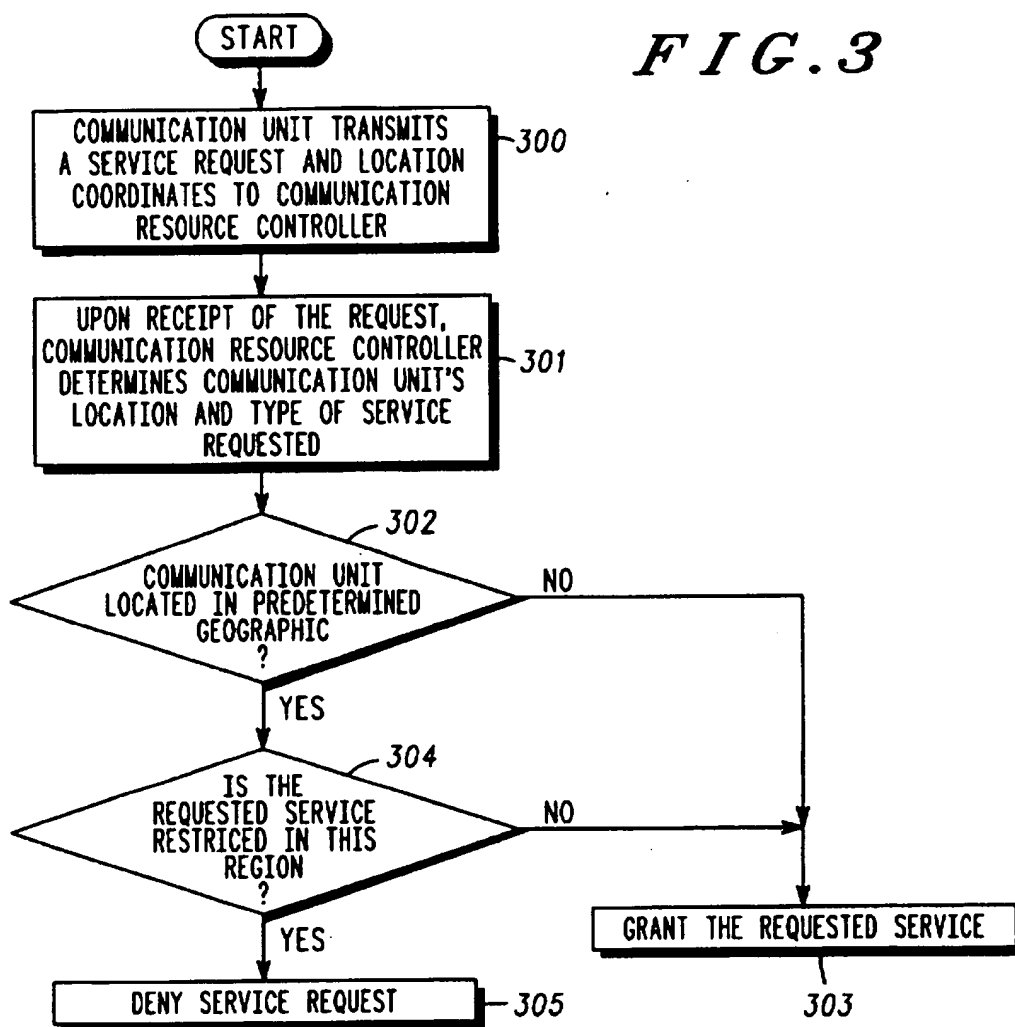 START
FIG.3
COMMUNICATION UNIT TRANSMITS
A SERVICE REQUEST AND LOCATION
COORDINATES TO COMMUNICATION
RESOURCE CONTROLLER
300
UPON RECEIPT OF THE REQUEST,
COMMUNICATION RESOURCE CONTROLLER
DETERMINES COMMUNICATION UNIT'S
LOCATION AND TYPE OF SERVICE
REQUESTED
301
302
COMMUNICATION UNIT
LOCATED IN PREDETERMINED
GEOGRAPHIC
?
NO
YES
304
IS THE
REQUESTED SERVICE
RESTRICED IN THIS
REGION
?
NO
YES
GRANT THE REQUESTED SERVICE
303
DENY SERVICE REQUEST
305